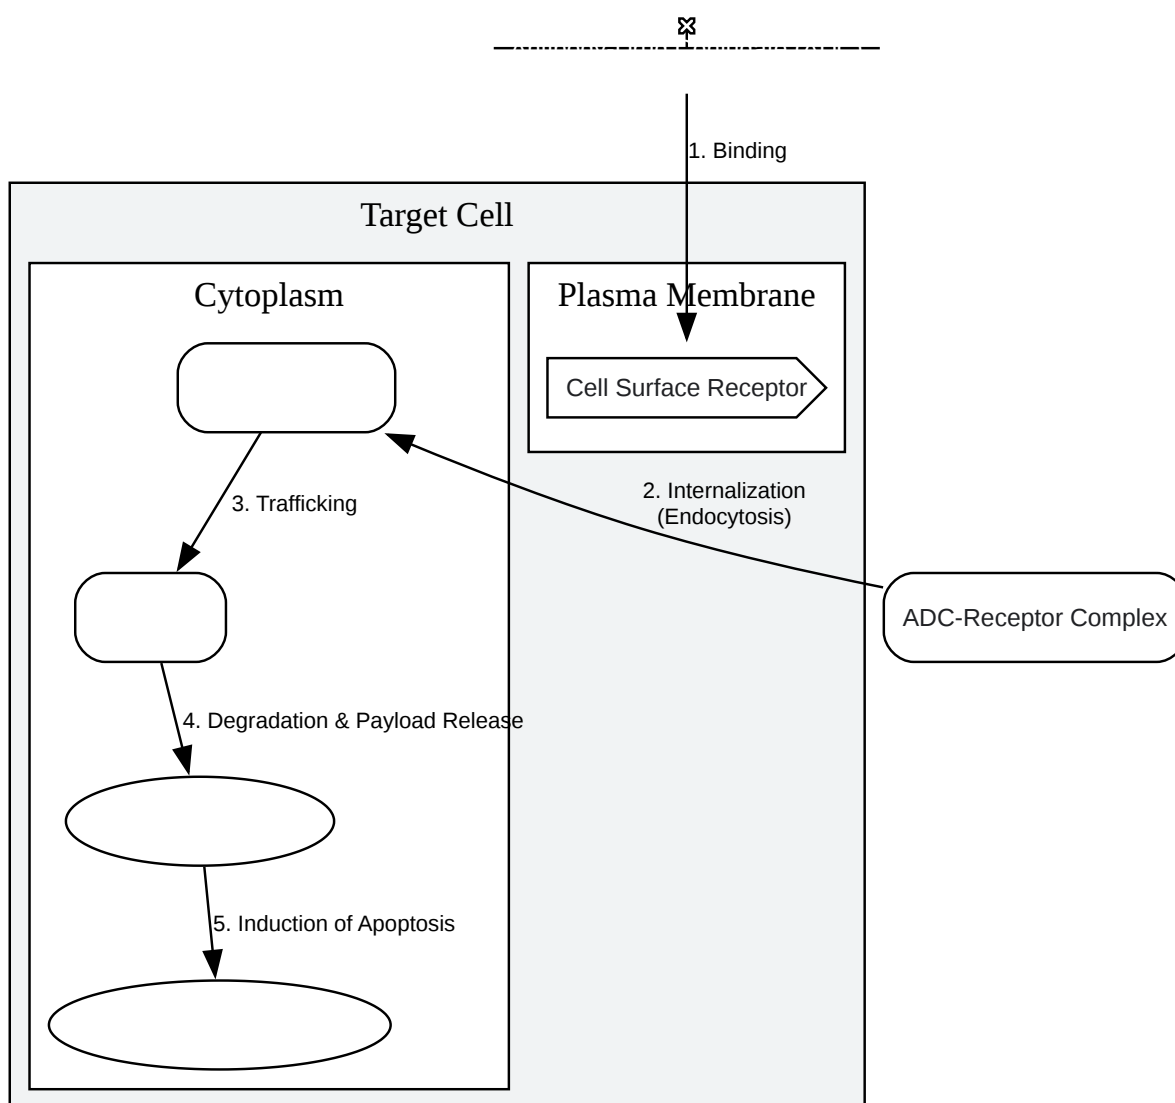 1. Binding
Target Cell
Cytoplasm
Plasma Membrane
Cell Surface Receptor
2. Internalization
(Endocytosis)
3. Trafficking
ADC-Receptor Complex
4. Degradation & Payload Release
5. Induction of Apoptosis